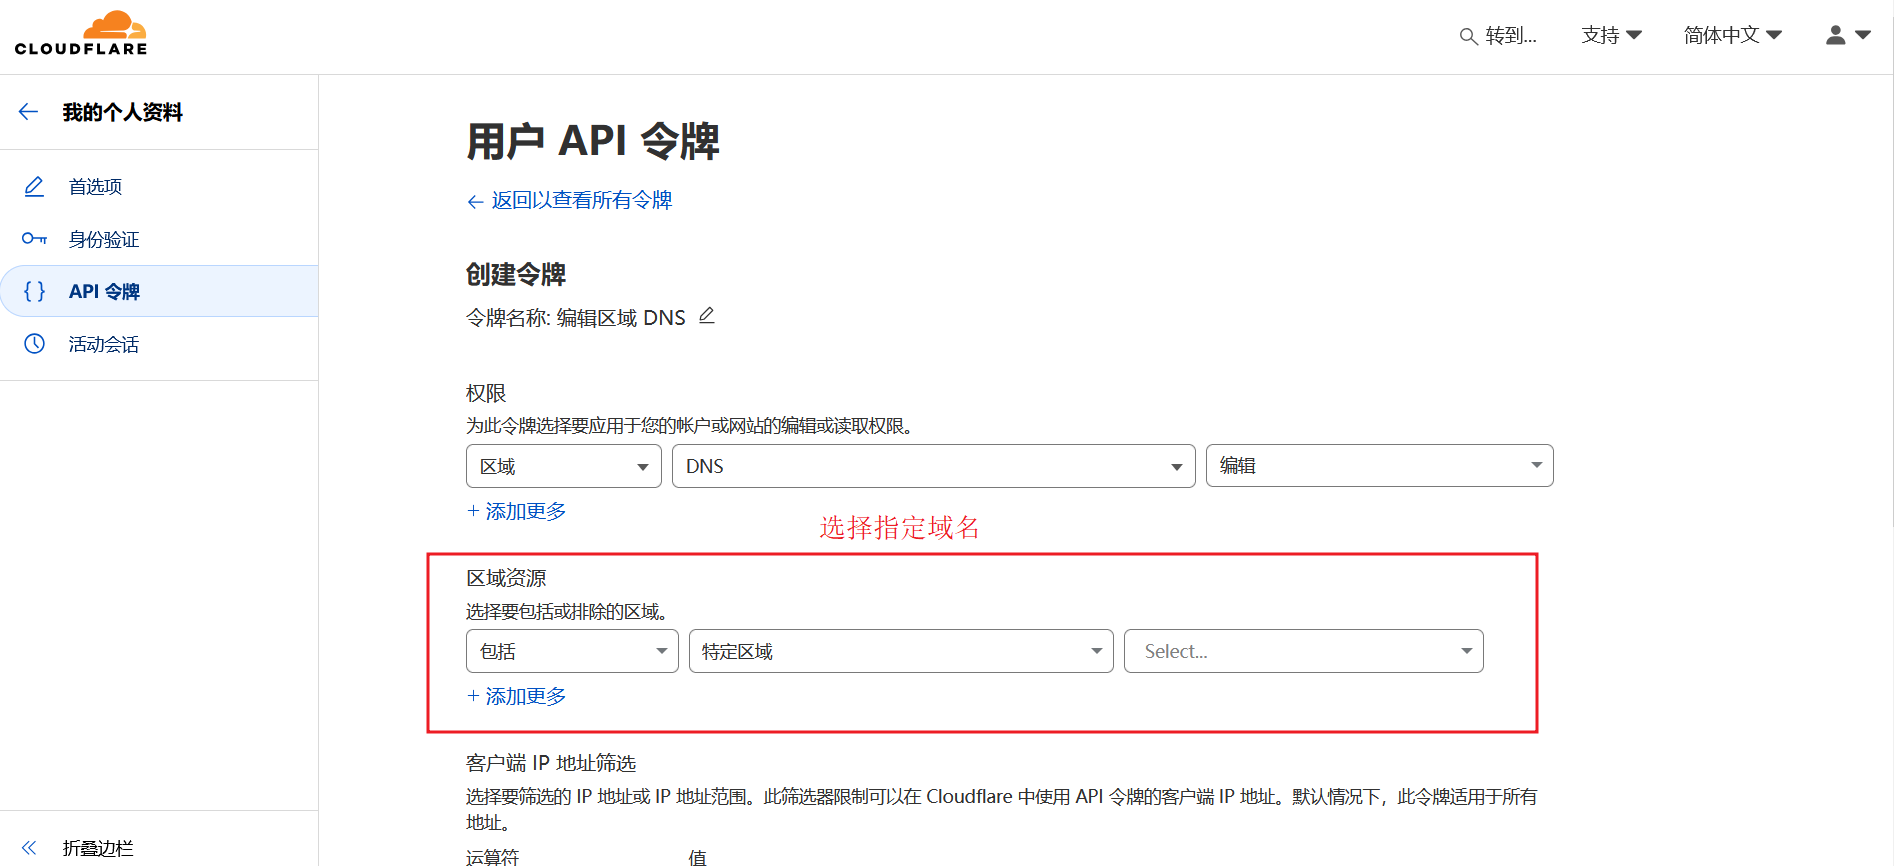 CLOUDFLARE
转到...
支持
简体中文
我的个人资料
首选项
身份验证
API 令牌
活动会话
折叠边栏
用户 API 令牌
← 返回以查看所有令牌
创建令牌
令牌名称: 编辑区域 DNS
权限
为此令牌选择要应用于您的帐户或网站的编辑或读取权限。
区域 DNS 编辑
+ 添加更多
选择指定域名
区域资源
选择要包括或排除的区域。
包括 特定区域 Select...
+ 添加更多
客户端 IP 地址筛选
选择要筛选的 IP 地址或 IP 地址范围。此筛选器限制可以在 Cloudflare 中使用 API 令牌的客户端 IP 地址。默认情况下，此令牌适用于所有
地址。
运算符 值